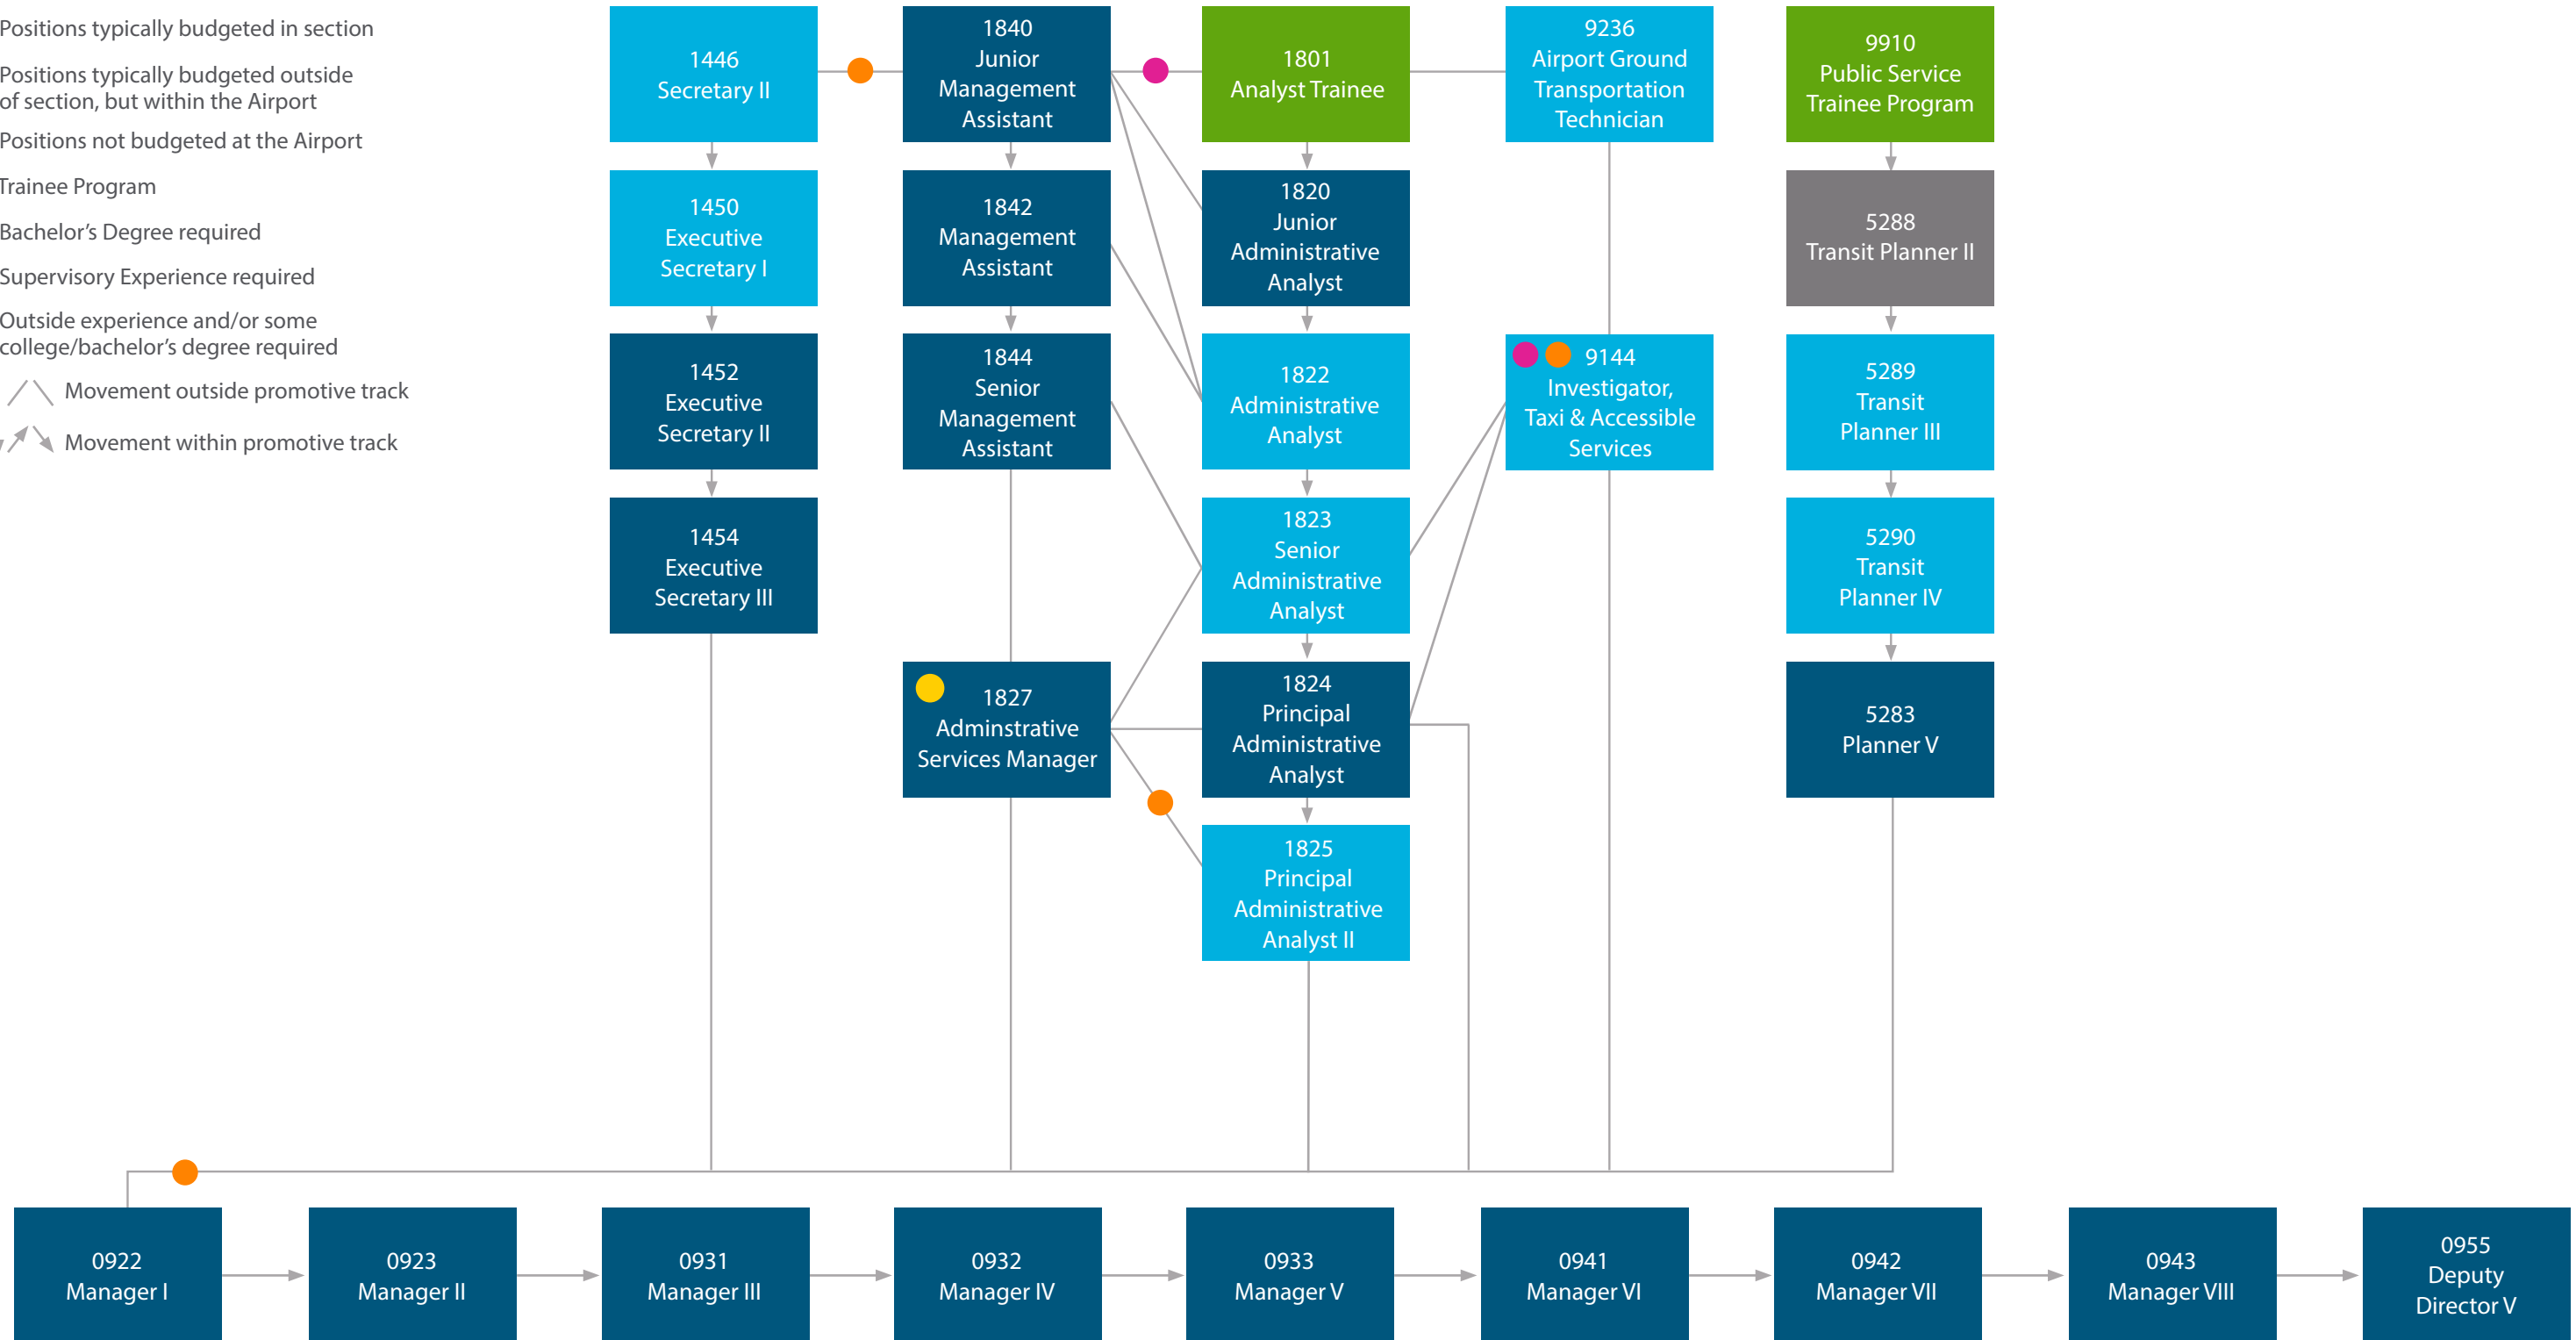 Positions typically budgeted in section
Positions typically budgeted outside
of section, but within the Airport
Positions not budgeted at the Airport
Trainee Program
Bachelor's Degree required
Supervisory Experience required
Outside experience and/or some
college/bachelor's degree required
Movement outside promotive track
Movement within promotive track
1446
Secretary II
1450
Executive
Secretary I
1452
Executive
Secretary II
1454
Executive
Secretary III
1840
Junior
Management
Assistant
1842
Management
Assistant
1844
Senior
Management
Assistant
1827
Adminstrative
Services Manager
1801
Analyst Trainee
1820
Junior
Administrative
Analyst
1822
Administrative
Analyst
1823
Senior
Administrative
Analyst
1824
Principal
Administrative
Analyst
1825
Principal
Administrative
Analyst II
9236
Airport Ground
Transportation
Technician
9144
Investigator,
Taxi & Accessible
Services
9910
Public Service
Trainee Program
5288
Transit Planner II
5289
Transit
Planner III
5290
Transit
Planner IV
5283
Planner V
0922
Manager I
0923
Manager II
0931
Manager III
0932
Manager IV
0933
Manager V
0941
Manager VI
0942
Manager VII
0943
Manager VIII
0955
Deputy
Director V